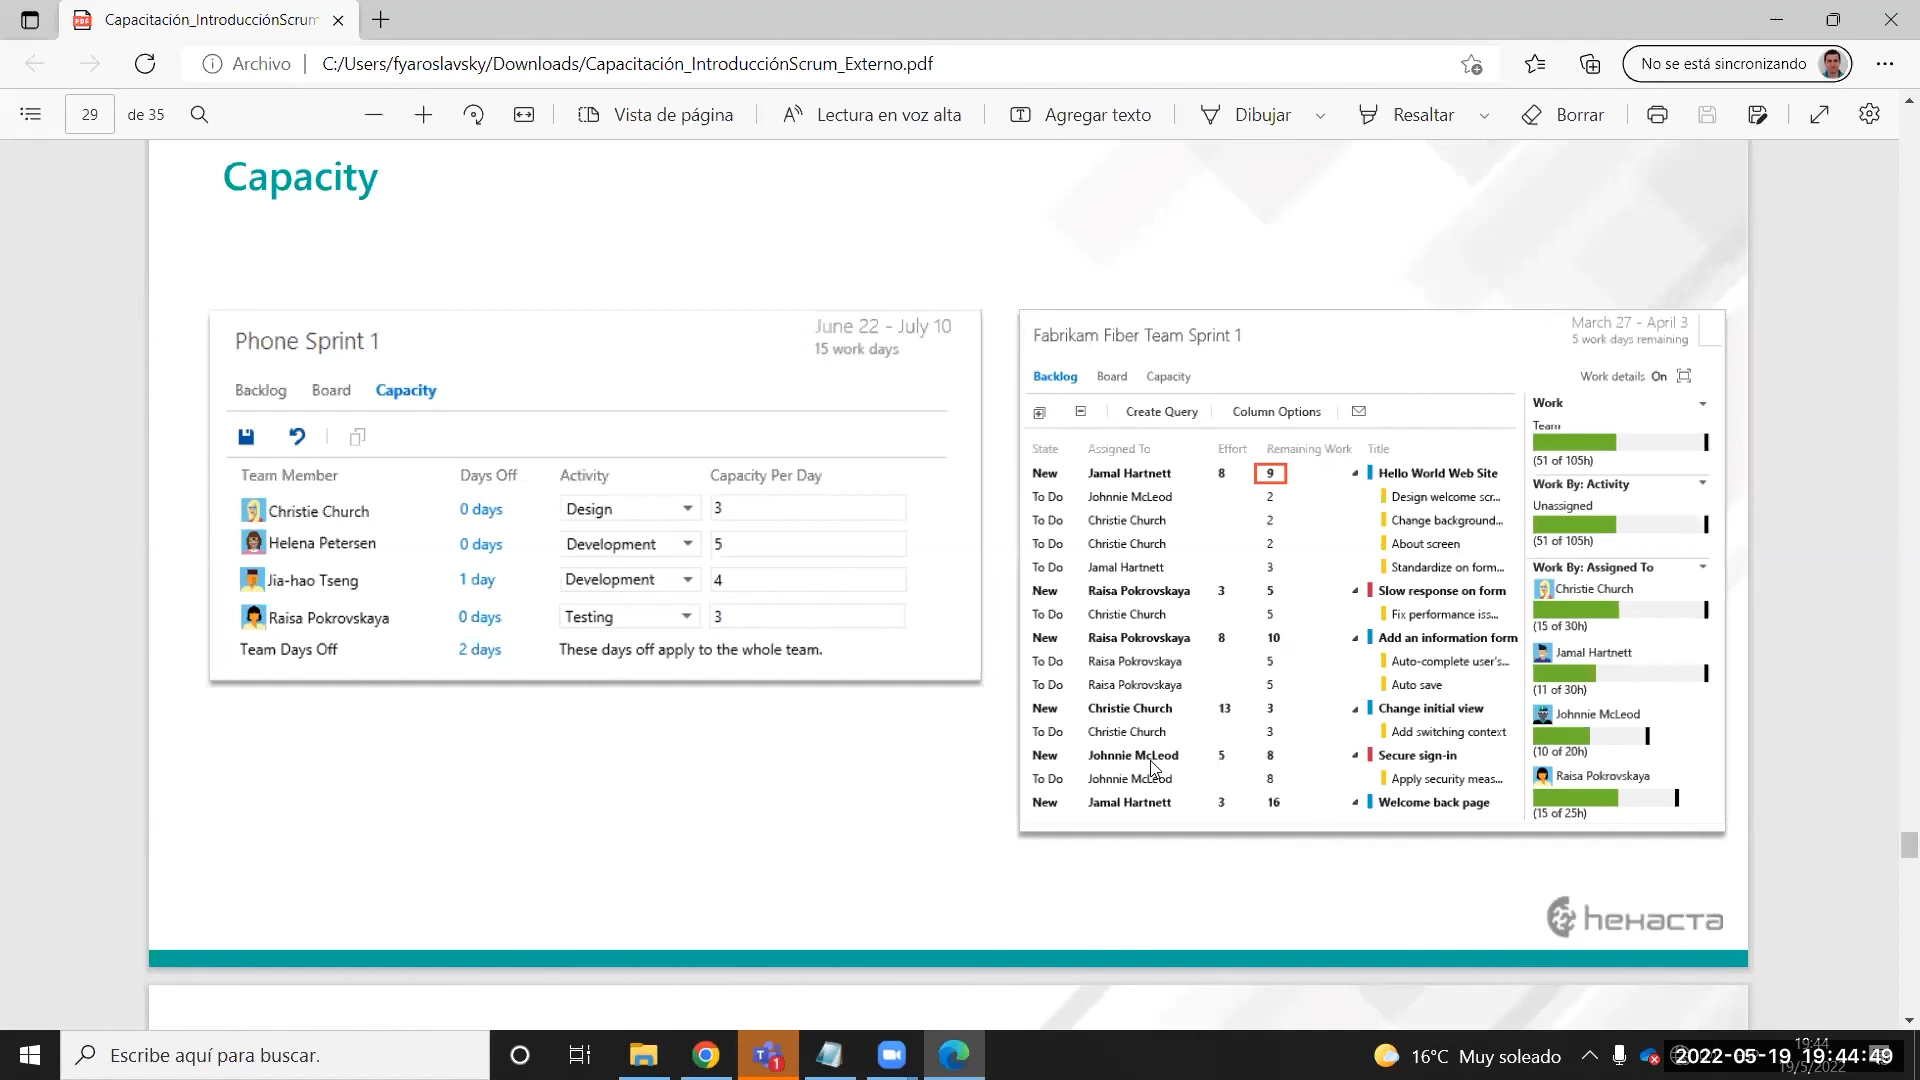 Capacitación_IntroducciónScrum
Archivo
C:/Users/fyaroslavsky/Downloads/Capacitación_IntroducciónScrum_Externo.pdf
No se está sincronizando
29 de 35
Vista de página
Lectura en voz alta
Agregar texto
Dibujar
Resaltar
Borrar
Capacity
Phone Sprint 1
June 22 - July 10
15 work days
Backlog Board Capacity
Team Member Days Off Activity Capacity Per Day
Christie Church 0 days Design 3
Helena Petersen 0 days Development 5
Jia-hao Tseng 1 day Development 4
Raisa Pokrovskaya 0 days Testing 3
Team Days Off 2 days These days off apply to the whole team.
Fabrikam Fiber Team Sprint 1
March 27 - April 3
5 work days remaining
Backlog Board Capacity
Work details On
Create Query Column Options
State Assigned To Effort Remaining Work Title
New Jamal Hartnett 8 9 Hello World Web Site
To Do Johnnie McLeod 2 Design welcome scr...
To Do Christie Church 2 Change background...
To Do Christie Church 2 About screen
To Do Jamal Hartnett 3 Standardize on form...
New Raisa Pokrovskaya 3 5 Slow response on form
To Do Christie Church 5 Fix performance iss...
New Raisa Pokrovskaya 8 10 Add an information form
To Do Raisa Pokrovskaya 5 Auto-complete user's...
To Do Raisa Pokrovskaya 5 Auto save
New Christie Church 13 3 Change initial view
To Do Christie Church 3 Add switching context
New Johnnie McLeod 5 8 Secure sign-in
To Do Johnnie McLeod 8 Apply security meas...
New Jamal Hartnett 3 16 Welcome back page
Work
Team
(51 of 105h)
Work By: Activity
Unassigned
(51 of 105h)
Work By: Assigned To
Christie Church
(15 of 30h)
Jamal Hartnett
(11 of 30h)
Johnnie McLeod
(10 of 20h)
Raisa Pokrovskaya
(15 of 25h)
нехаста
Escribe aquí para buscar.
1
16°C Muy soleado
19:44
2022-05-19 19:44:49
19/5/2022